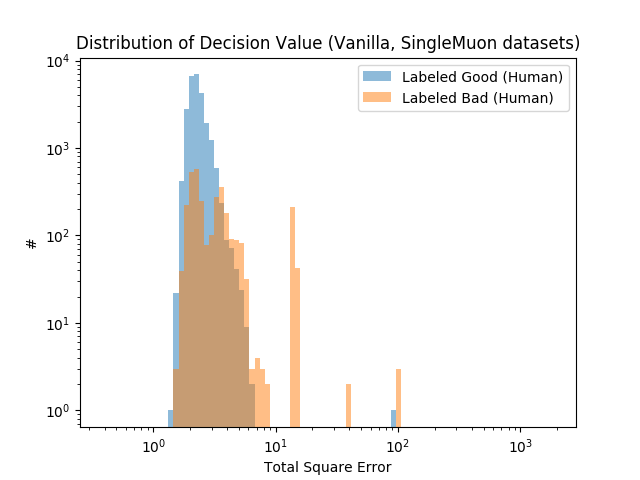 Distribution of Decision Value (Vanilla, SingleMuon datasets)
Labeled Good (Human)
Labeled Bad (Human)
#
10⁴
10³
10²
10¹
10⁰
10⁰ 10¹ 10² 10³
Total Square Error